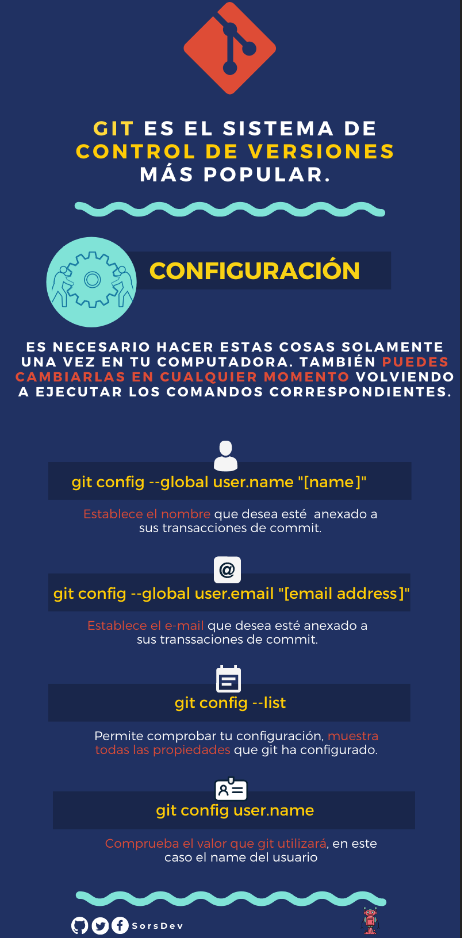 GIT ES EL SISTEMA DE
CONTROL DE VERSIONES
MÁS POPULAR.
CONFIGURACIÓN
ES NECESARIO HACER ESTAS COSAS SOLAMENTE
UNA VEZ EN TU COMPUTADORA. TAMBIÉN PUEDES
CAMBIARLAS EN CUALQUIER MOMENTO VOLVIENDO
A EJECUTAR LOS COMANDOS CORRESPONDIENTES.
git config --global user.name "[name]"
Establece el nombre que desea esté anexado a
sus transacciones de commit.
@
git config --global user.email "[email address]"
Establece el e-mail que desea esté anexado a
sus transsaciones de commit.
git config --list
Permite comprobar tu configuración, muestra
todas las propiedades que git ha configurado.
git config user.name
Comprueba el valor que git utilizará, en este
caso el name del usuario
SorsDev